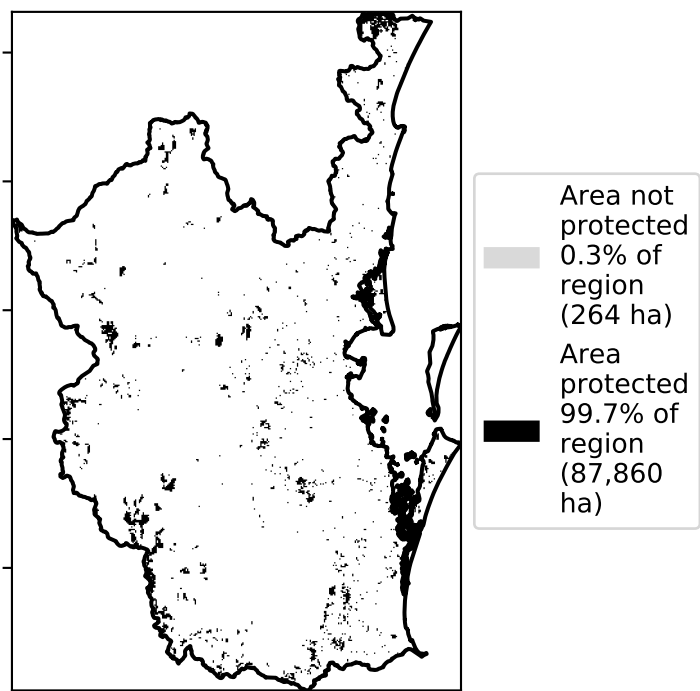 Area not
protected
0.3% of
region
(264 ha)
Area
protected
99.7% of
region
(87,860
ha)